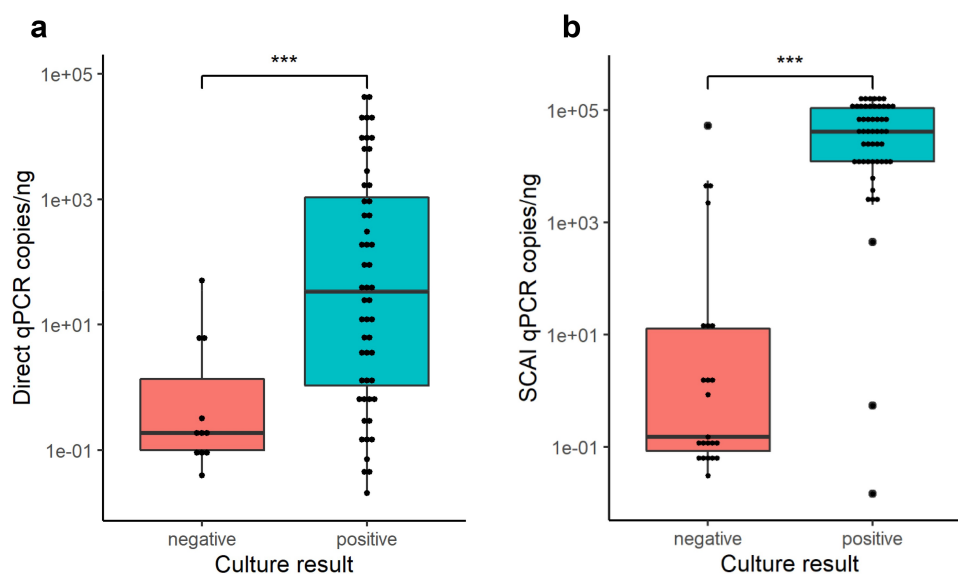 a
***
Direct qPCR copies/ng
1e+05
1e+03
1e+01
1e-01
negative
positive
Culture result
b
***
SCAI qPCR copies/ng
1e+05
1e+03
1e+01
1e-01
negative
positive
Culture result